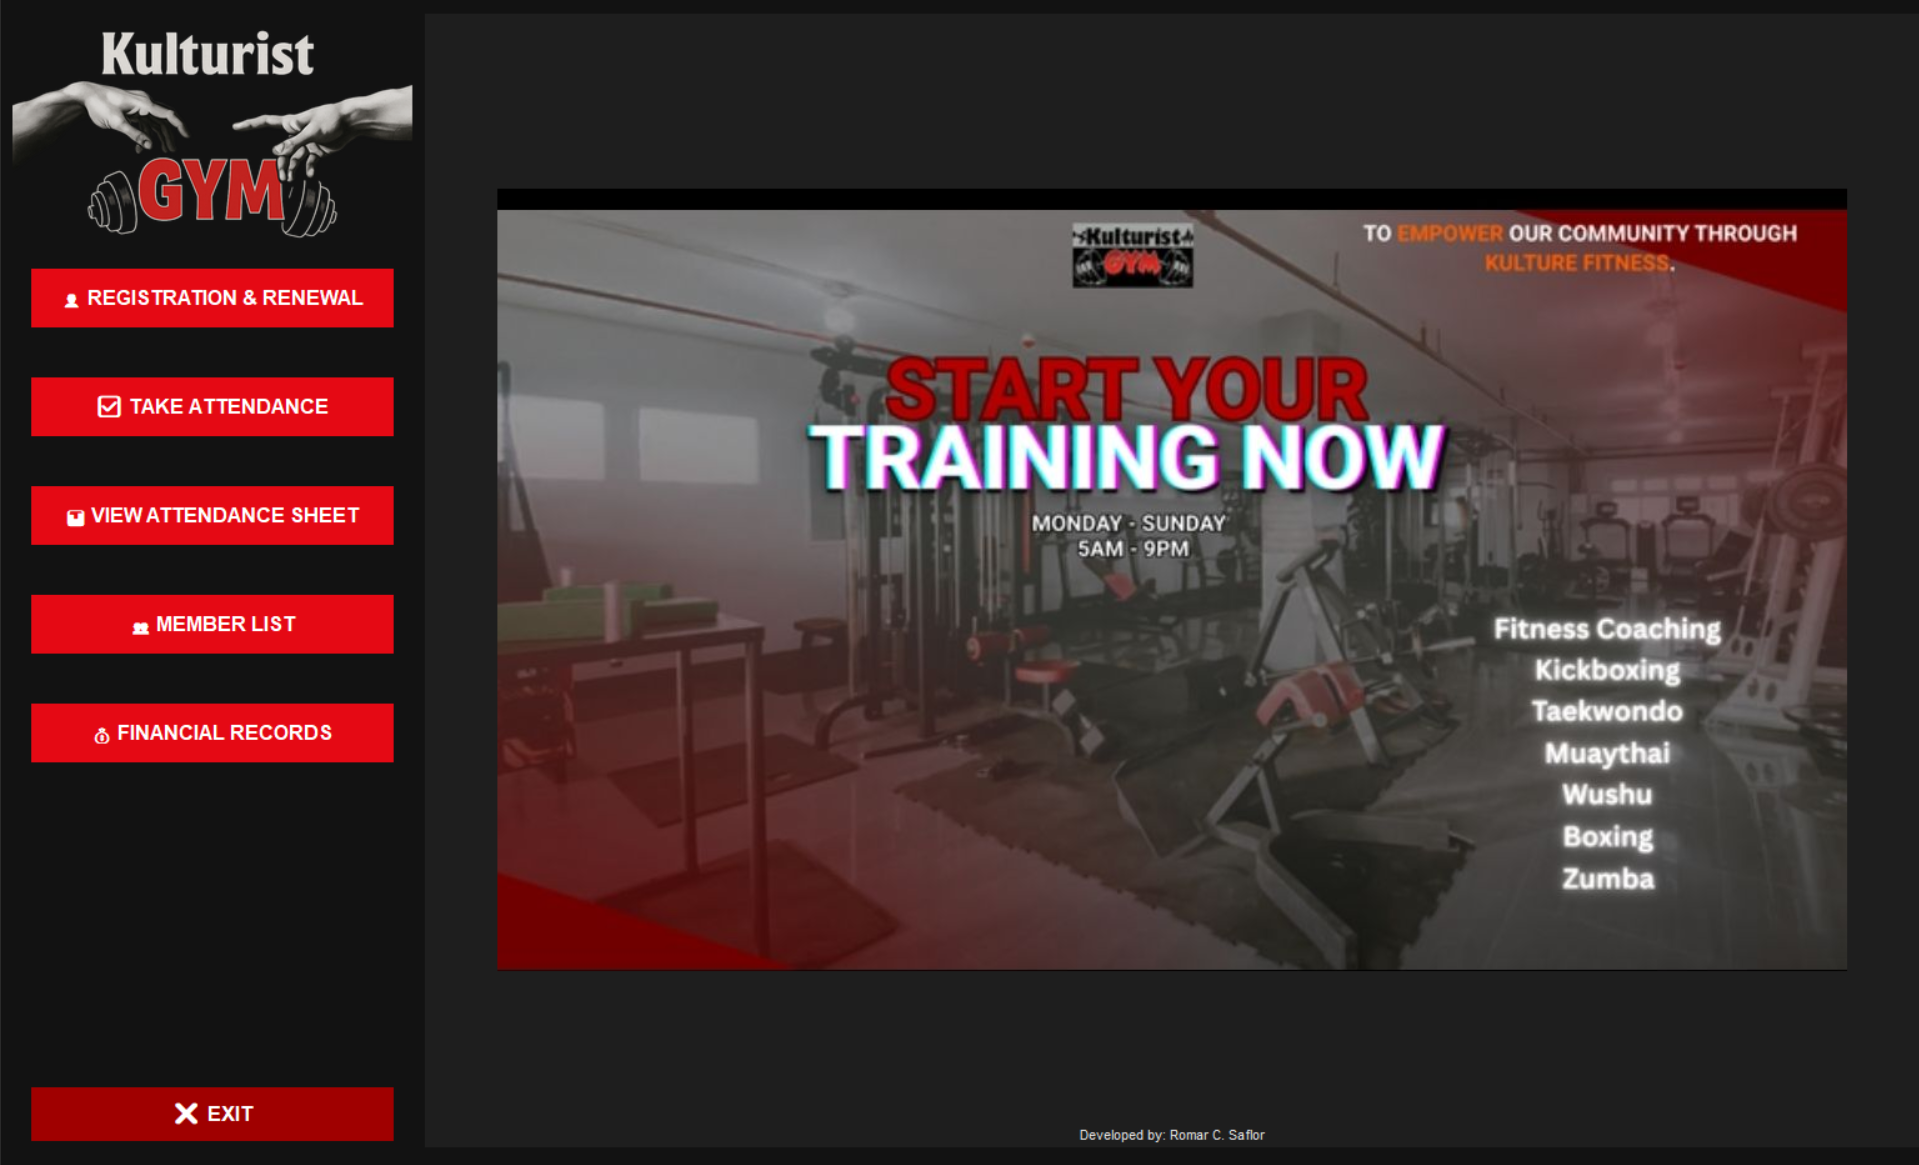 Kulturist
GYM
REGISTRATION & RENEWAL
TAKE ATTENDANCE
VIEW ATTENDANCE SHEET
MEMBER LIST
FINANCIAL RECORDS
EXIT
Kulturist
GYM
TO EMPOWER OUR COMMUNITY THROUGH
KULTURE FITNESS.
START YOUR
TRAINING NOW
MONDAY - SUNDAY
5AM - 9PM
Fitness Coaching
Kickboxing
Taekwondo
Muaythai
Wushu
Boxing
Zumba
Developed by: Romar C. Saflor